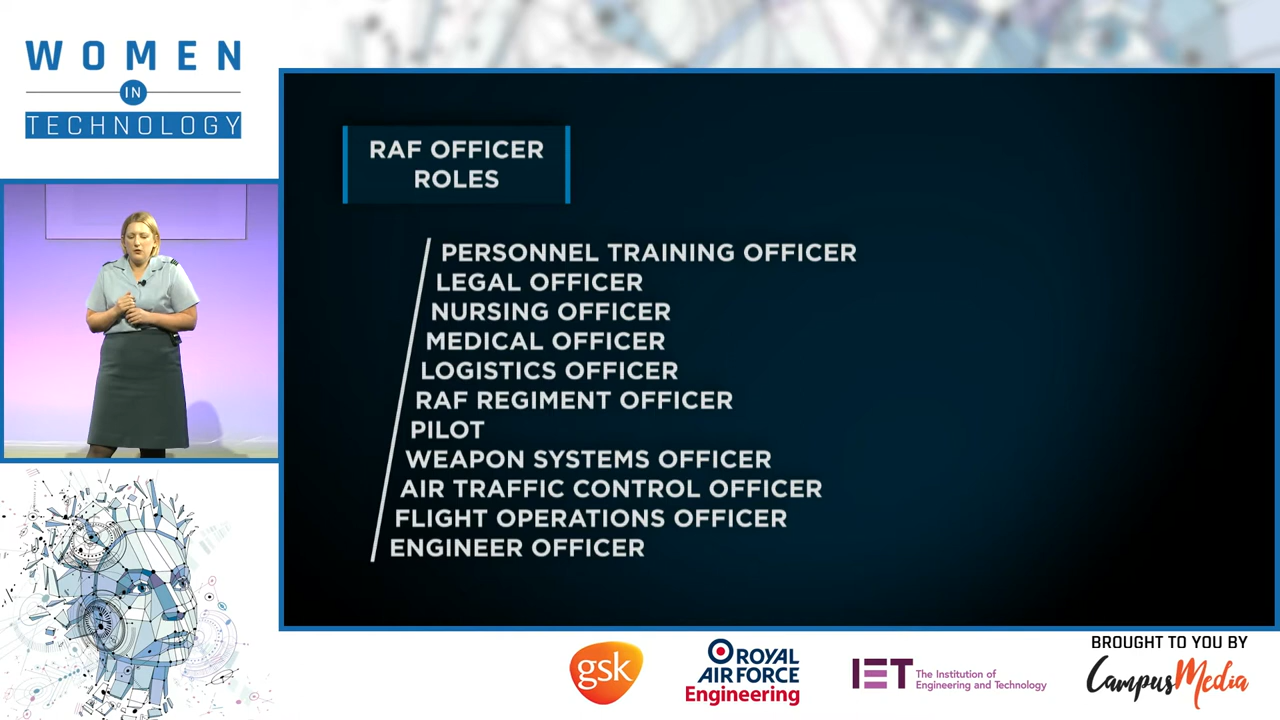 WOMEN
IN
TECHNOLOGY
RAF OFFICER
ROLES
PERSONNEL TRAINING OFFICER
LEGAL OFFICER
NURSING OFFICER
MEDICAL OFFICER
LOGISTICS OFFICER
RAF REGIMENT OFFICER
PILOT
WEAPON SYSTEMS OFFICER
AIR TRAFFIC CONTROL OFFICER
FLIGHT OPERATIONS OFFICER
ENGINEER OFFICER
gsk
ROYAL
AIR FORCE
Engineering
IET The Institution of
Engineering and Technology
BROUGHT TO YOU BY
CampusMedia